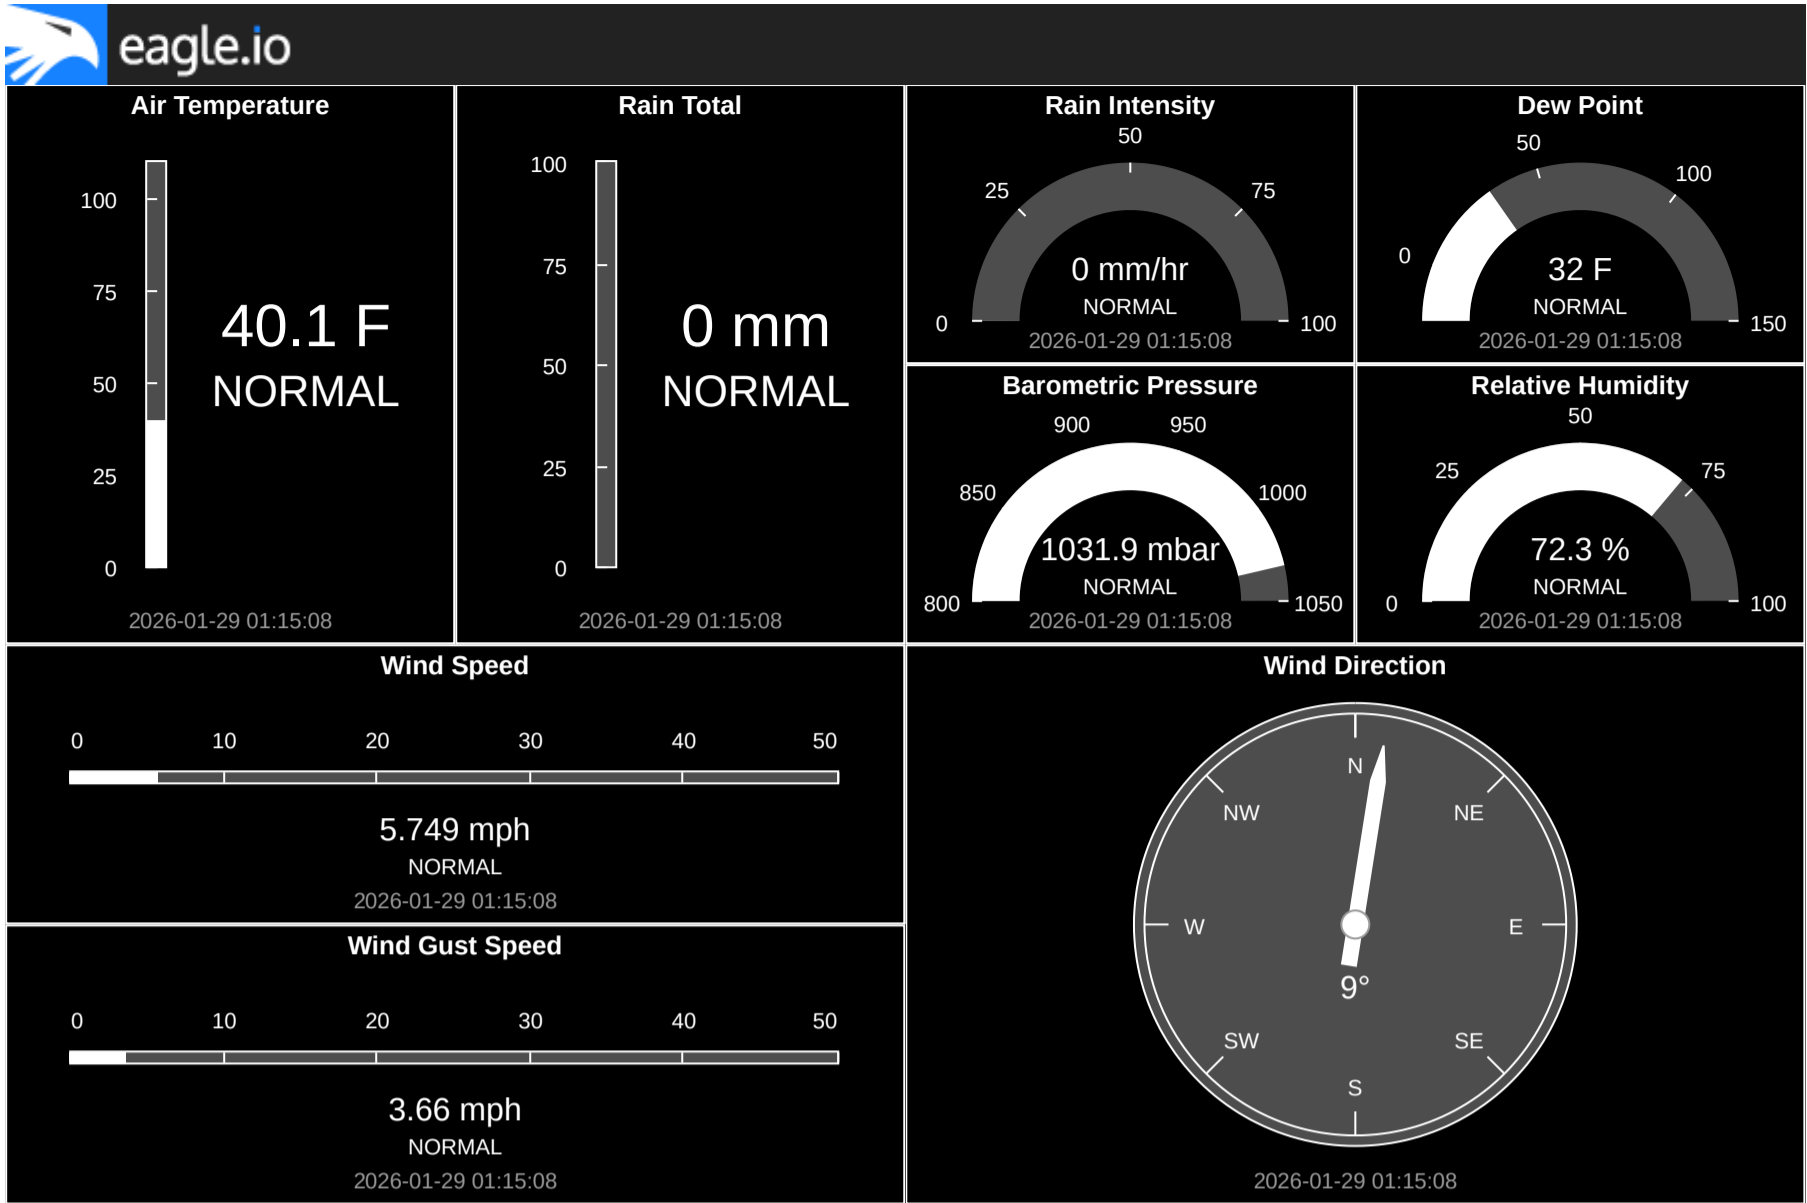 eagle.io
Air Temperature
100
75
50
25
0
40.1 F
NORMAL
2026-01-29 01:15:08
Rain Total
100
75
50
25
0
0 mm
NORMAL
2026-01-29 01:15:08
Rain Intensity
50
25
75
0
100
0 mm/hr
NORMAL
2026-01-29 01:15:08
Dew Point
50
100
0
150
32 F
NORMAL
2026-01-29 01:15:08
Barometric Pressure
900
950
850
1000
800
1050
1031.9 mbar
NORMAL
2026-01-29 01:15:08
Relative Humidity
50
25
75
0
100
72.3 %
NORMAL
2026-01-29 01:15:08
Wind Speed
0 10 20 30 40 50
5.749 mph
NORMAL
2026-01-29 01:15:08
Wind Gust Speed
0 10 20 30 40 50
3.66 mph
NORMAL
2026-01-29 01:15:08
Wind Direction
N
NW
NE
W
E
9°
SW
SE
S
2026-01-29 01:15:08